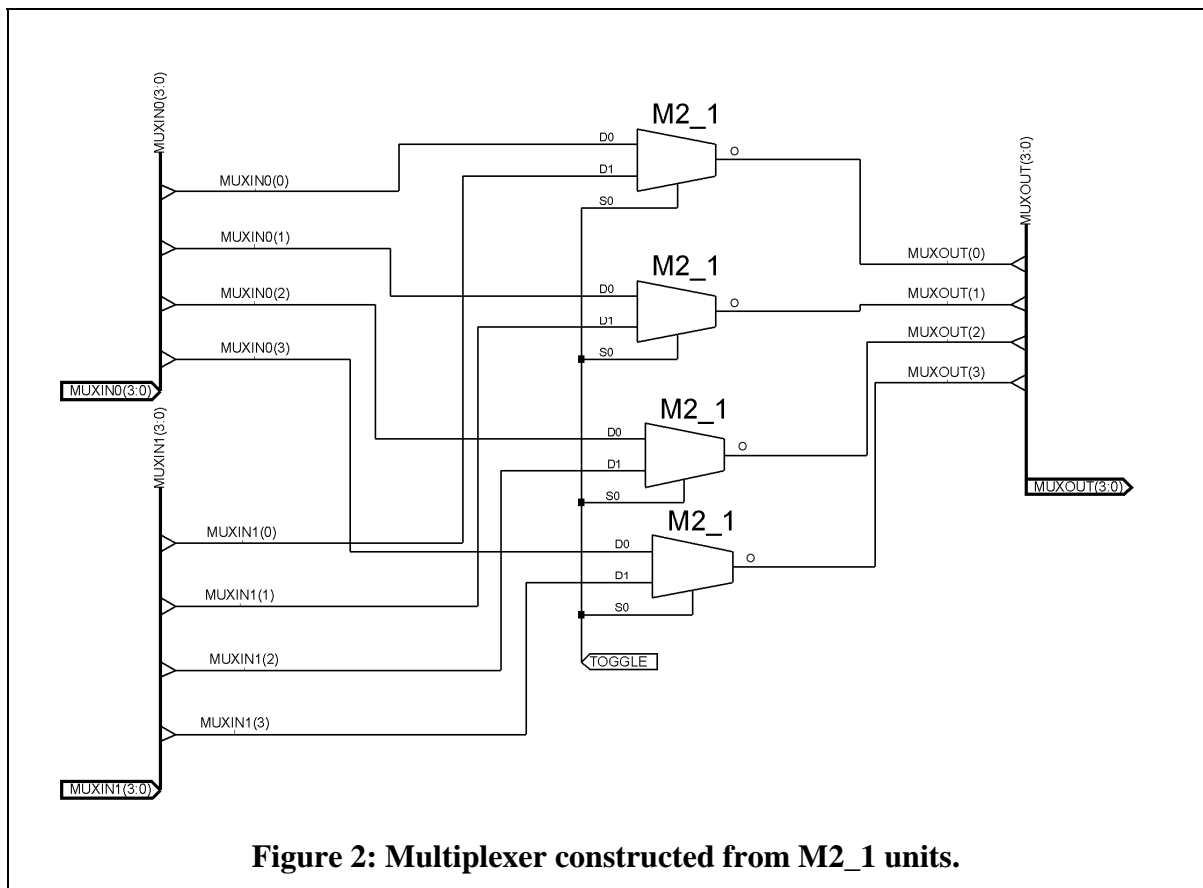 MUXIN0(3:0)
M2_1
D0
O
MUXOUT(3:0)
D1
MUXIN0(0)
S0
MUXIN0(1)
MUXOUT(0)
M2_1
D0
O
MUXOUT(1)
MUXIN0(2)
D1
MUXOUT(2)
MUXIN0(3)
S0
MUXOUT(3)
MUXIN0(3:0)
M2_1
MUXIN1(3:0)
D0
O
D1
MUXOUT(3:0)
S0
M2_1
MUXIN1(0)
D0
O
D1
MUXIN1(1)
S0
MUXIN1(2)
TOGGLE
MUXIN1(3)
MUXIN1(3:0)
Figure 2: Multiplexer constructed from M2_1 units.